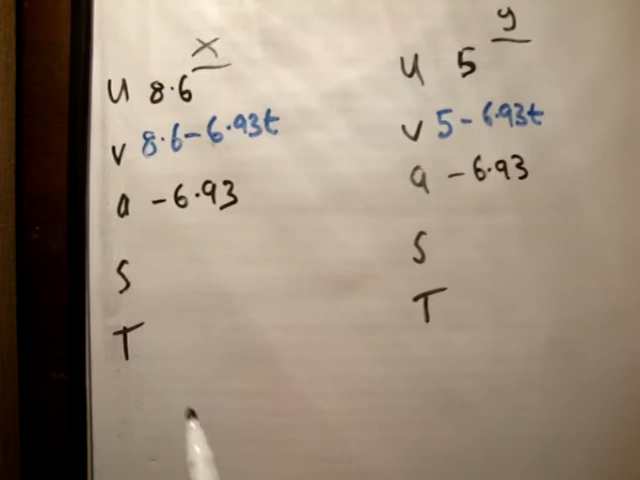 x y
u 8.6 u 5
v 8.6-6.93t v 5-6.93t
a -6.93 a -6.93
S S
T T